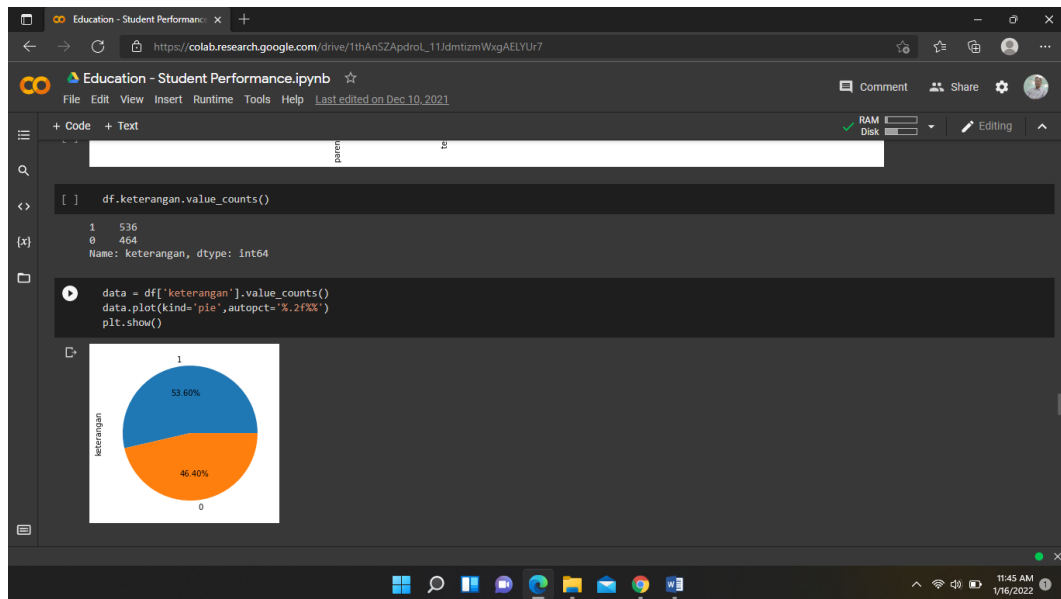 Education - Student Performance
https://colab.research.google.com/drive/1thAnSZApdroL_11JdmtizmWxgAELYUr7
Education - Student Performance.ipynb
Comment
Share
File Edit View Insert Runtime Tools Help Last edited on Dec 10, 2021
+ Code + Text
RAM
Disk
Editing
paren
te
[ ] df.keterangan.value_counts()
1 536
0 464
Name: keterangan, dtype: int64
data = df['keterangan'].value_counts()
data.plot(kind='pie',autopct='%.2f%%')
plt.show()
1
53.60%
keterangan
46.40%
0
{x}
11:45 AM
1/16/2022
1